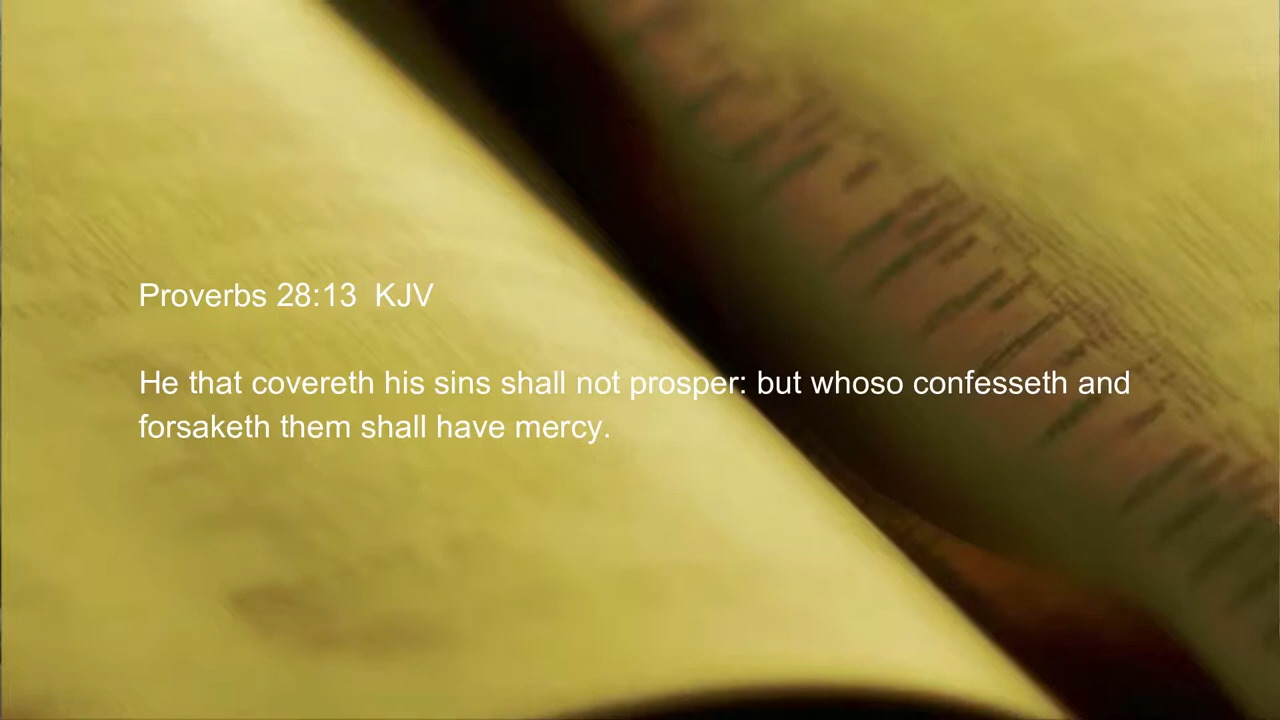 Proverbs 28:13  KJV
He that covereth his sins shall not prosper: but whoso confesseth and
forsaketh them shall have mercy.